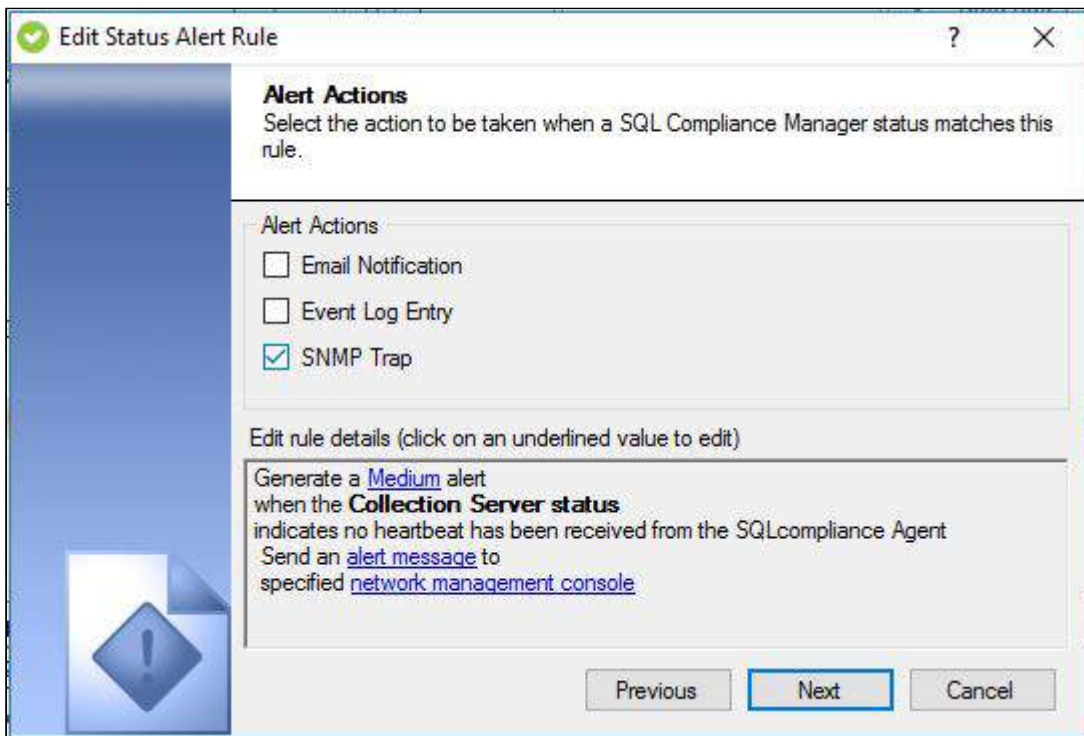 Edit Status Alert Rule
?
Alert Actions
Select the action to be taken when a SQL Compliance Manager status matches this
rule.
Alert Actions
Email Notification
Event Log Entry
SNMP Trap
Edit rule details (click on an underlined value to edit)
Generate a Medium alert
when the Collection Server status
indicates no heartbeat has been received from the SQLcompliance Agent
Send an alert message to
specified network management console
Previous Next Cancel